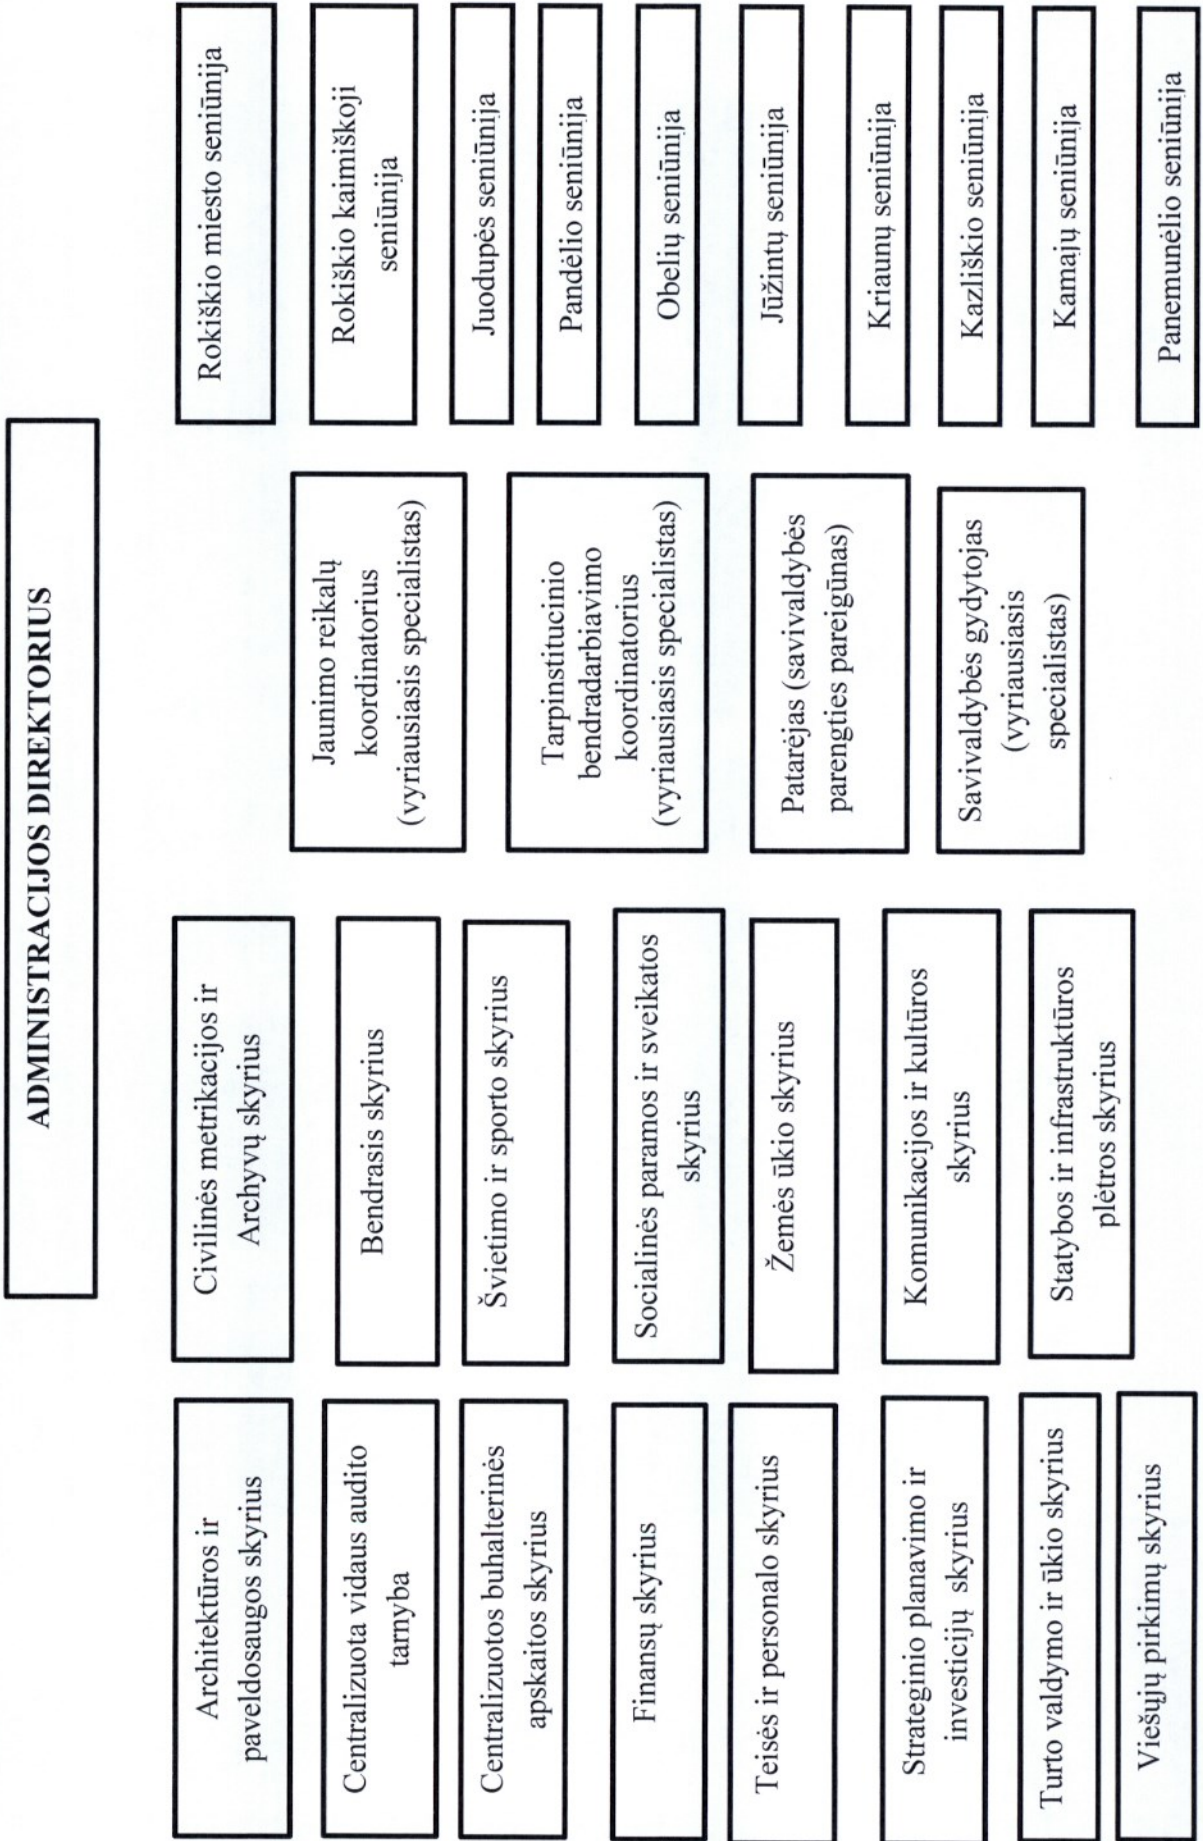 ADMINISTRACIJOS DIREKTORIUS
Architektūros ir
paveldosaugos skyrius
Centralizuota vidaus audito
tarnyba
Centralizuotos buhalterinės
apskaitos skyrius
Finansų skyrius
Teisės ir personalo skyrius
Strateginio planavimo ir
investicijų skyrius
Turto valdymo ir ūkio skyrius
Viešųjų pirkimų skyrius
Civilinės metrikacijos ir
Archyvų skyrius
Bendrasis skyrius
Švietimo ir sporto skyrius
Socialinės paramos ir sveikatos
skyrius
Žemės ūkio skyrius
Komunikacijos ir kultūros
skyrius
Statybos ir infrastruktūros
plėtros skyrius
Jaunimo reikalų
koordinatorius
(vyriausiasis specialistas)
Tarpinstitucinio
bendradarbiavimo
koordinatorius
(vyriausiasis specialistas)
Patarėjas (savivaldybės
parengties pareigūnas)
Savivaldybės gydytojas
(vyriausiasis
specialistas)
Rokiškio miesto seniūnija
Rokiškio kaimiškoji
seniūnija
Juodupės seniūnija
Pandėlio seniūnija
Obelių seniūnija
Jūžintų seniūnija
Kriaunų seniūnija
Kazliškio seniūnija
Kamajų seniūnija
Panemunėlio seniūnija